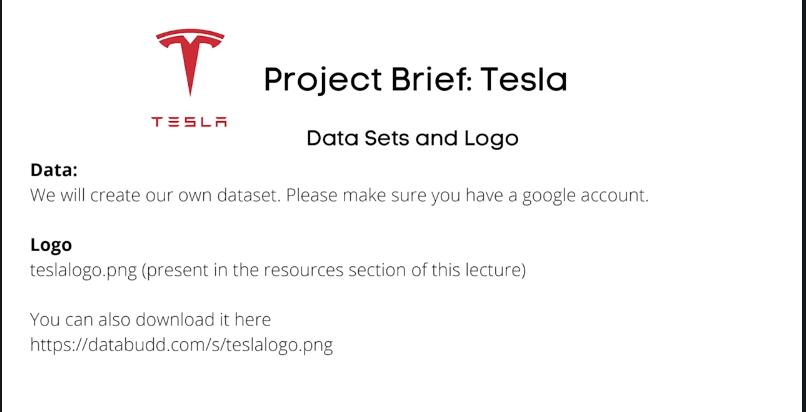 TESLA
Project Brief: Tesla
Data Sets and Logo
Data:
We will create our own dataset. Please make sure you have a google account.
Logo
teslalogo.png (present in the resources section of this lecture)
You can also download it here
https://databudd.com/s/teslalogo.png